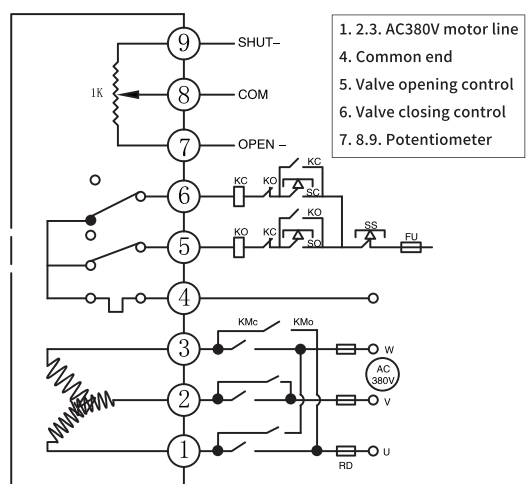 1. 2.3. AC380V motor line
4. Common end
5. Valve opening control
6. Valve closing control
7. 8.9. Potentiometer
9 SHUT–
1K 8 COM
7 OPEN –
KC
6 KC KO SC
KO SS FU
5 KO KC SO
4
KMc KMo
3 W
AC
380V
2 V
1 U
RD